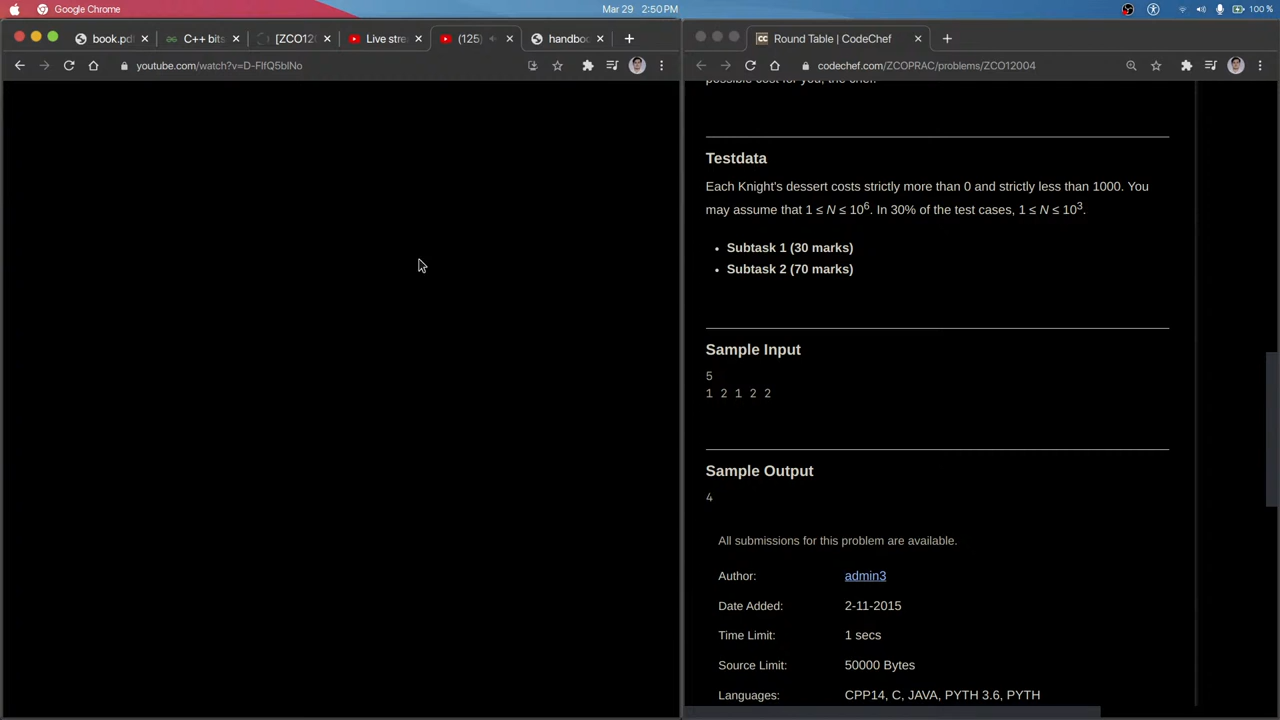 Google Chrome
Mar 29 2:50PM
100 %
book.pd
C++ bits
[ZCO12
Live stre
(125)
handboo
youtube.com/watch?v=D-FIfQ5blNo
Round Table | CodeChef
codechef.com/ZCOPRAC/problems/ZCO12004
possible cost for you, the chef.
Testdata
Each Knight's dessert costs strictly more than 0 and strictly less than 1000. You
may assume that 1 ≤ N ≤ 10⁶. In 30% of the test cases, 1 ≤ N ≤ 10³.
• Subtask 1 (30 marks)
• Subtask 2 (70 marks)
Sample Input
5
1 2 1 2 2
Sample Output
4
All submissions for this problem are available.
Author: admin3
Date Added: 2-11-2015
Time Limit: 1 secs
Source Limit: 50000 Bytes
Languages: CPP14, C, JAVA, PYTH 3.6, PYTH